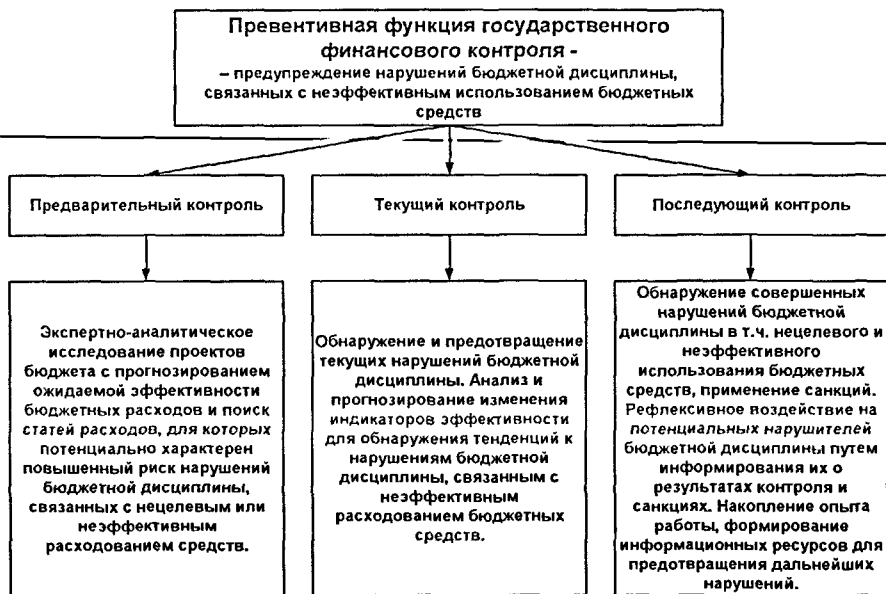 Превентивная функция государственного
финансового контроля -
– предупреждение нарушений бюджетной дисциплины,
связанных с неэффективным использованием бюджетных
средств
Предварительный контроль
Текущий контроль
Последующий контроль
Экспертно-аналитическое
исследование проектов
бюджета с прогнозированием
ожидаемой эффективности
бюджетных расходов и поиск
статей расходов, для которых
потенциально характерен
повышенный риск нарушений
бюджетной дисциплины,
связанных с нецелевым или
неэффективным
расходованием средств.
Обнаружение и предотвращение
текущих нарушений бюджетной
дисциплины. Анализ и
прогнозирование изменения
индикаторов эффективности
для обнаружения тенденций к
нарушениям бюджетной
дисциплины, связанным с
неэффективным
расходованием бюджетных
средств.
Обнаружение совершенных
нарушений бюджетной
дисциплины в т.ч. нецелевого и
неэффективного
использования бюджетных
средств, применение санкций.
Рефлексивное воздействие на
потенциальных нарушителей
бюджетной дисциплины путем
информирования их о
результатах контроля и
санкциях. Накопление опыта
работы, формирование
информационных ресурсов для
предотвращения дальнейших
нарушений.